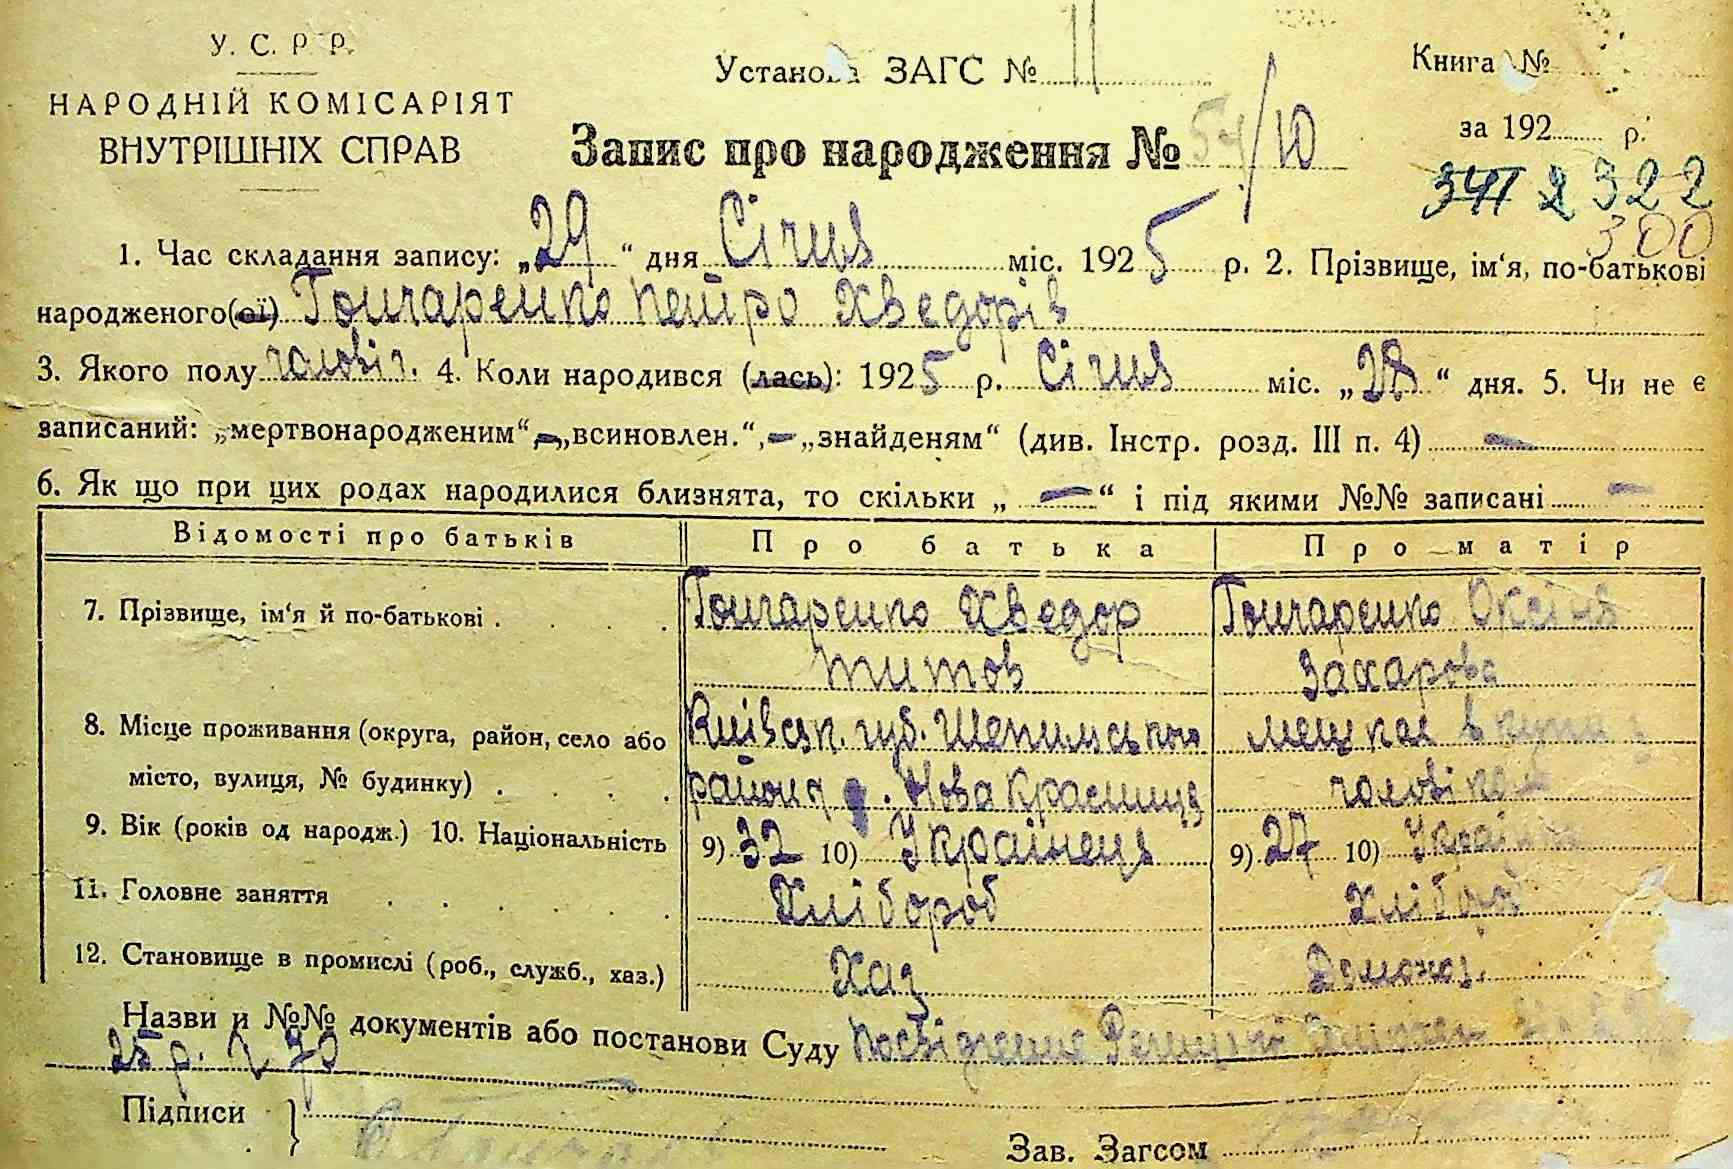 У. С. Р. Р.
НАРОДНІЙ КОМІСАРІЯТ
ВНУТРІШНІХ СПРАВ
Установа ЗАГС № 11
Книга №
за 192 р.
Запис про народження № 54/10
342 2322
300
1. Час складання запису: „29“ дня Січня міс. 1925 р. 2. Прізвище, ім‘я, по-батькові
народженого(ої) Гончаренко Петро Хведорів
3. Якого полу чоловіч. 4. Коли народився (лась): 1925 р. Січня міс. „28“ дня. 5. Чи не є
записаний: „мертвонародженим“, – „всиновлен.“, – „знайденям“ (див. Інстр. розд. III п. 4) –
6. Як що при цих родах народилися близнята, то скільки „ – “ і під якими №№ записані –
Відомості про батьків Про батька Про матір
7. Прізвище, ім‘я й по-батькові Гончаренко Хведор Гончаренко Оксіня
Титов Захарова
8. Місце проживання (округа, район, село або Київськ. губ. мешкає в купі з
місто, вулиця, № будинку) району с. Нова Красниця чоловіком
9. Вік (років од народж.) 10. Національність 9) 32 10) Українець 9) 27 10) Українка
11. Головне заняття Хлібороб Хлібороб
12. Становище в промислі (роб., служб., хаз.) Хаз Домохоз.
Назви и №№ документів або постанови Суду Посвідчення
25 р.
Підписи
Зав. Загсом